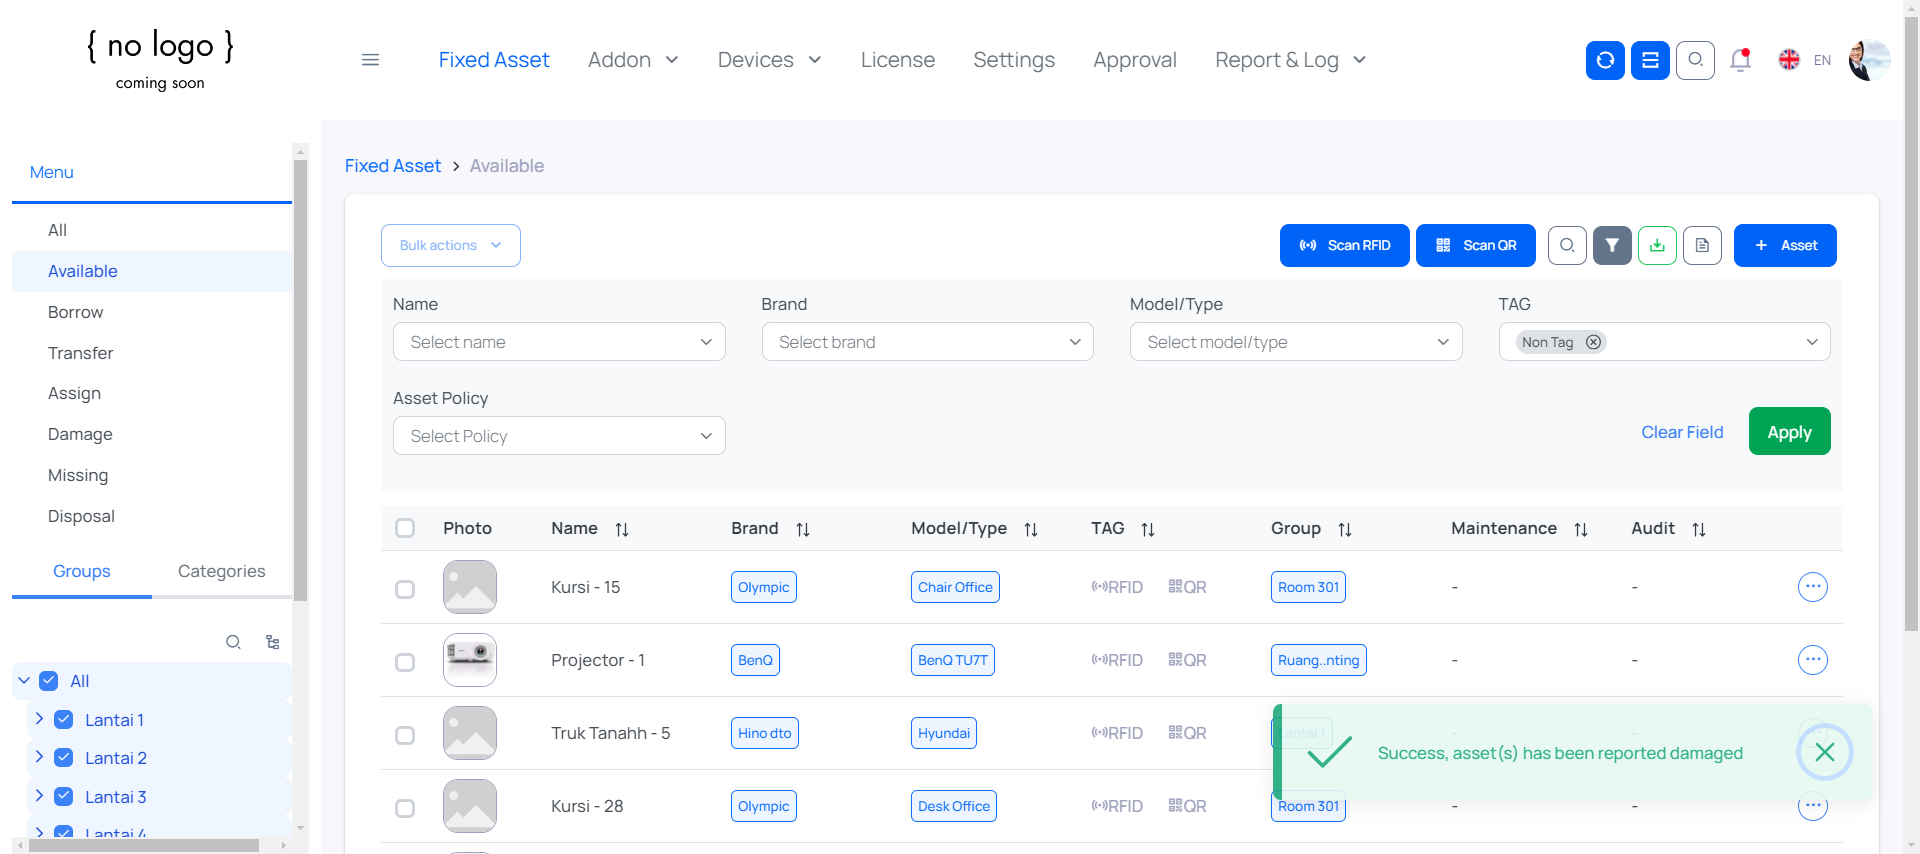 { no logo }
coming soon
Fixed Asset
Addon
Devices
License
Settings
Approval
Report & Log
EN
Menu
All
Available
Borrow
Transfer
Assign
Damage
Missing
Disposal
Groups
Categories
All
Lantai 1
Lantai 2
Lantai 3
Lantai 4
Fixed Asset > Available
Bulk actions
Scan RFID
Scan QR
+ Asset
Name
Brand
Model/Type
TAG
Select name
Select brand
Select model/type
Non Tag
Asset Policy
Select Policy
Clear Field
Apply
Photo Name Brand Model/Type TAG Group Maintenance Audit
Kursi - 15 Olympic Chair Office RFID QR Room 301 - -
Projector - 1 BenQ BenQ TU7T RFID QR Ruang..nting - -
Truk Tanahh - 5 Hino dto Hyundai RFID QR Lantai 1 - -
Success, asset(s) has been reported damaged
Kursi - 28 Olympic Desk Office RFID QR Room 301 - -